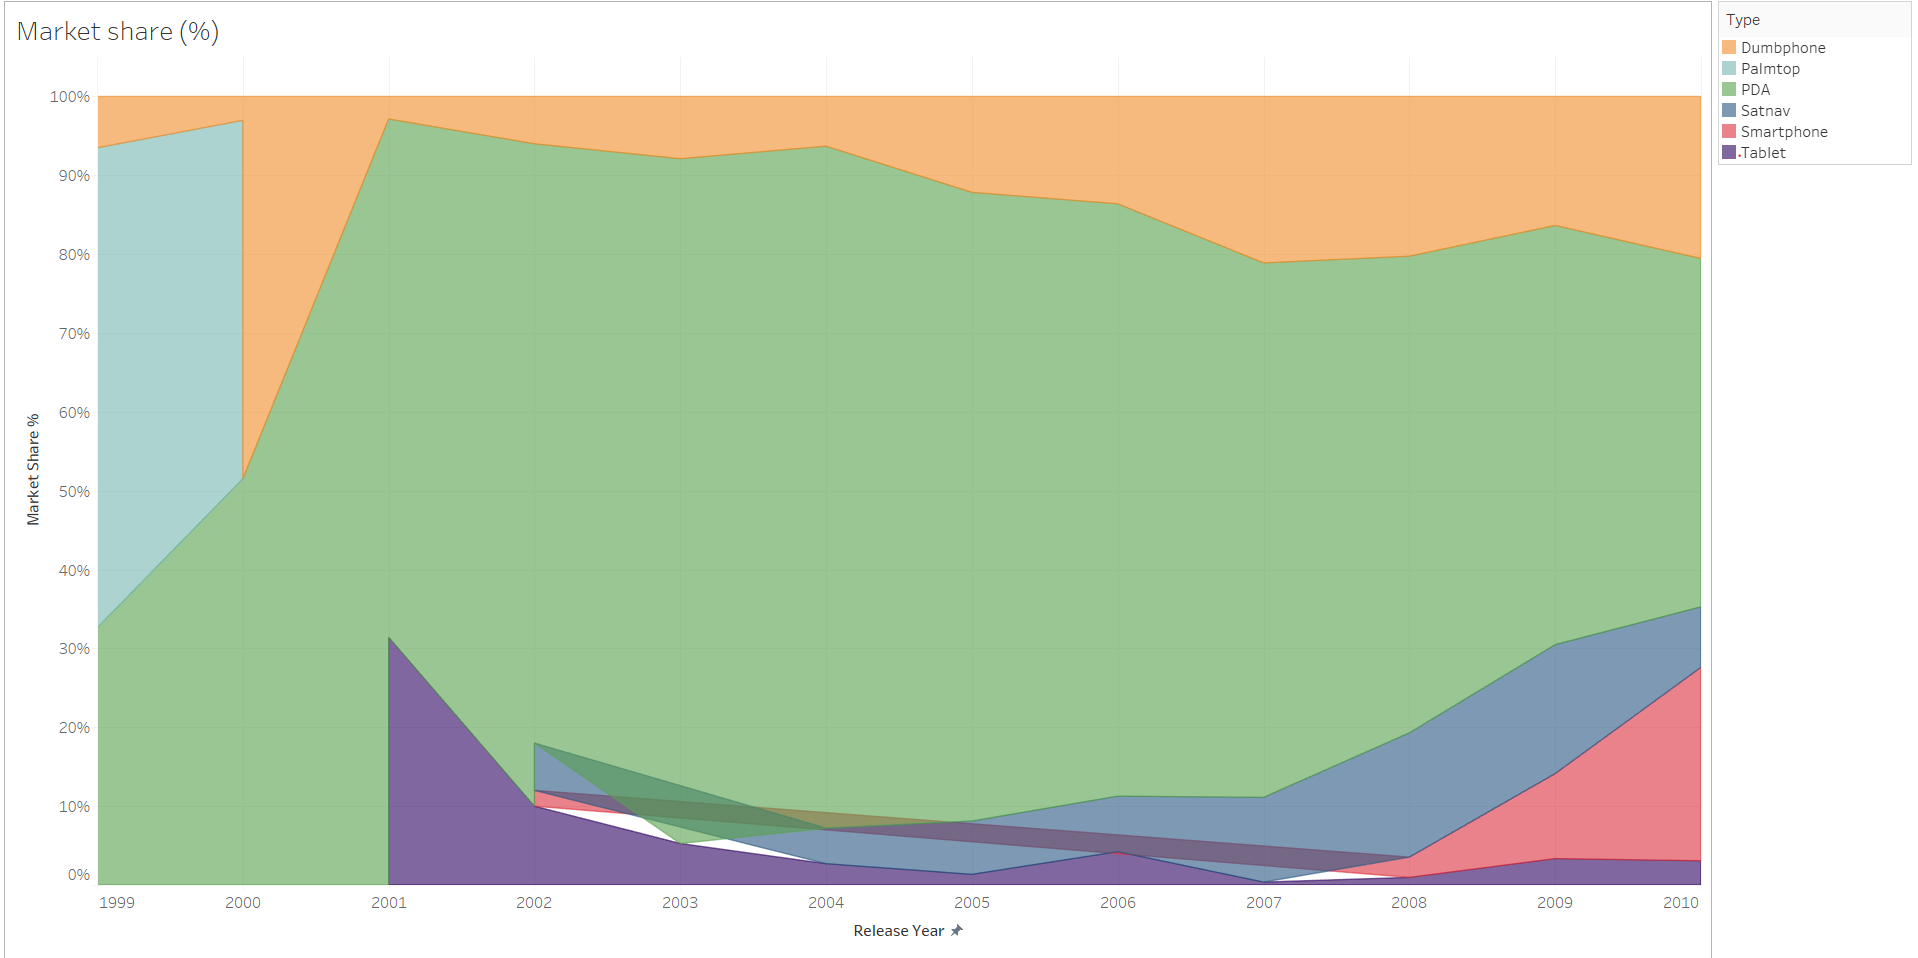 Market share (%)
Type
Dumbphone
Palmtop
PDA
Satnav
Smartphone
Tablet
100%
90%
80%
70%
60%
50%
40%
30%
20%
10%
0%
Market Share %
1999 2000 2001 2002 2003 2004 2005 2006 2007 2008 2009 2010
Release Year